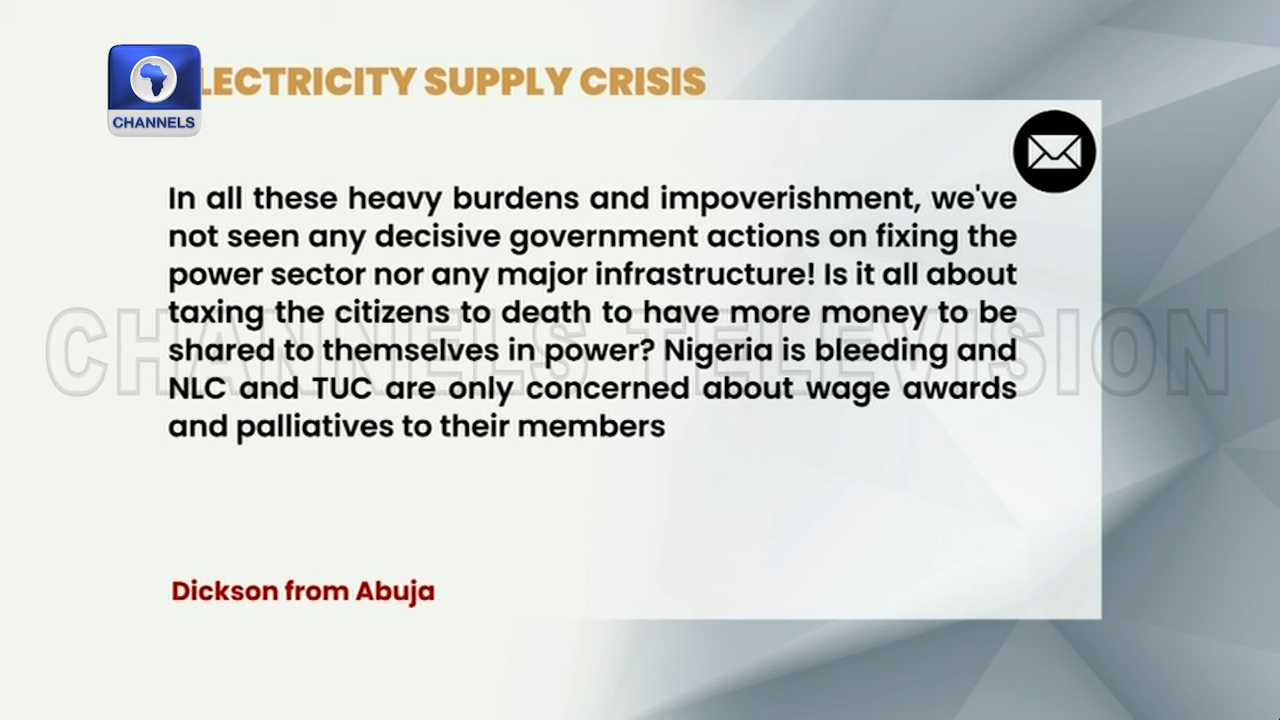 LECTRICITY SUPPLY CRISIS
CHANNELS
In all these heavy burdens and impoverishment, we've
not seen any decisive government actions on fixing the
power sector nor any major infrastructure! Is it all about
taxing the citizens to death to have more money to be
shared to themselves in power? Nigeria is bleeding and
NLC and TUC are only concerned about wage awards
and palliatives to their members
CHANNELS TELEVISION
Dickson from Abuja